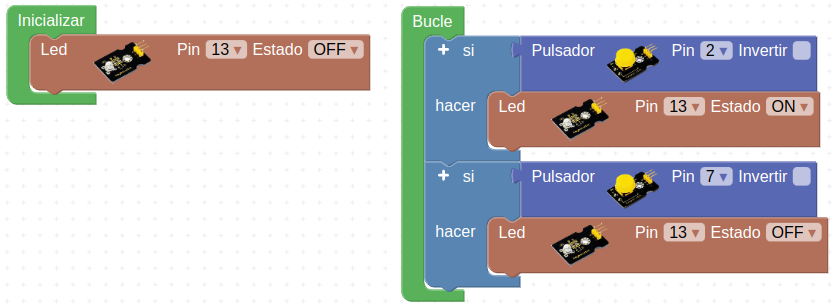 Inicializar
Led Pin 13 Estado OFF
Bucle
+ si Pulsador Pin 2 Invertir
hacer Led Pin 13 Estado ON
+ si Pulsador Pin 7 Invertir
hacer Led Pin 13 Estado OFF